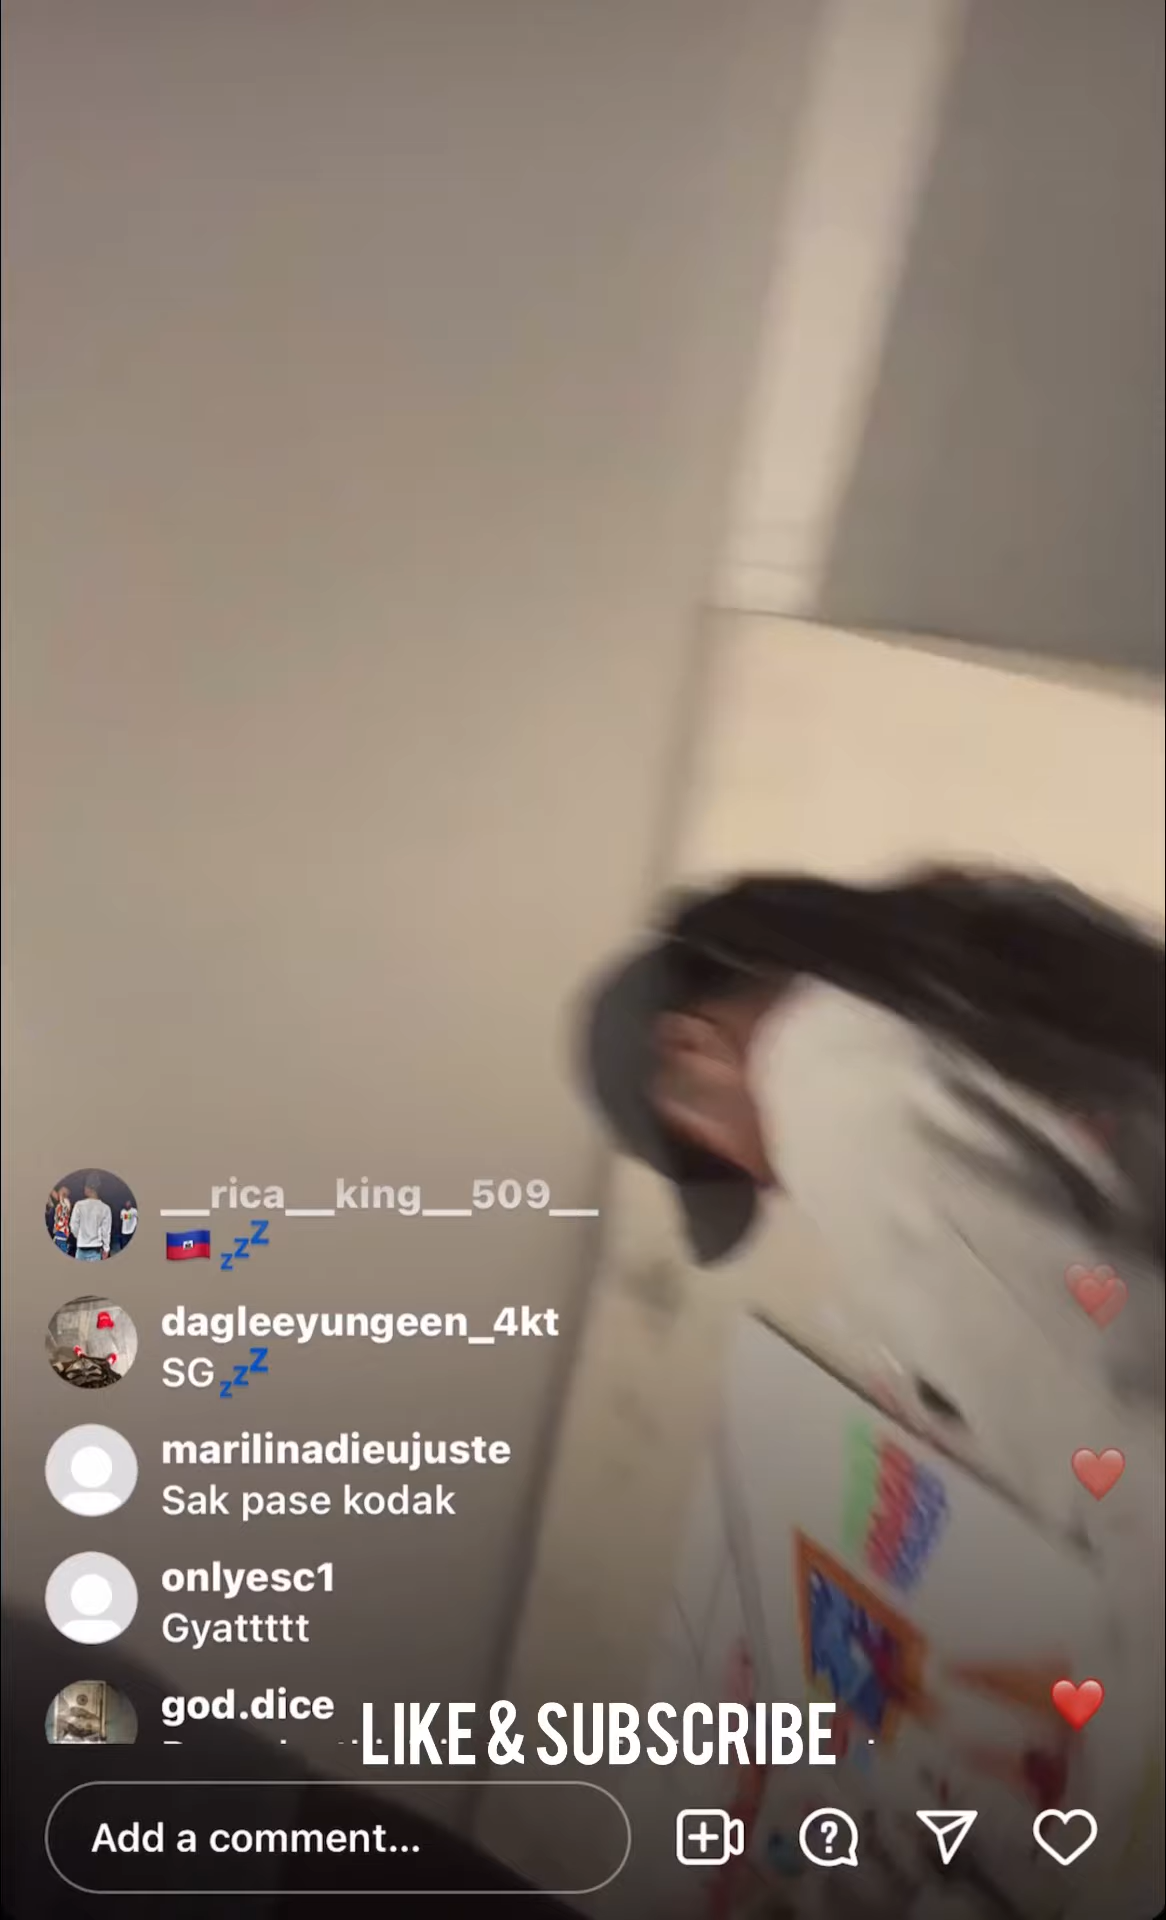 __rica__king__509__
🇭🇹 💤
dagleeyungeen_4kt
SG💤
marilinadieujuste
Sak pase kodak
onlyesc1
Gyattttt
god.dice
LIKE & SUBSCRIBE
Add a comment...